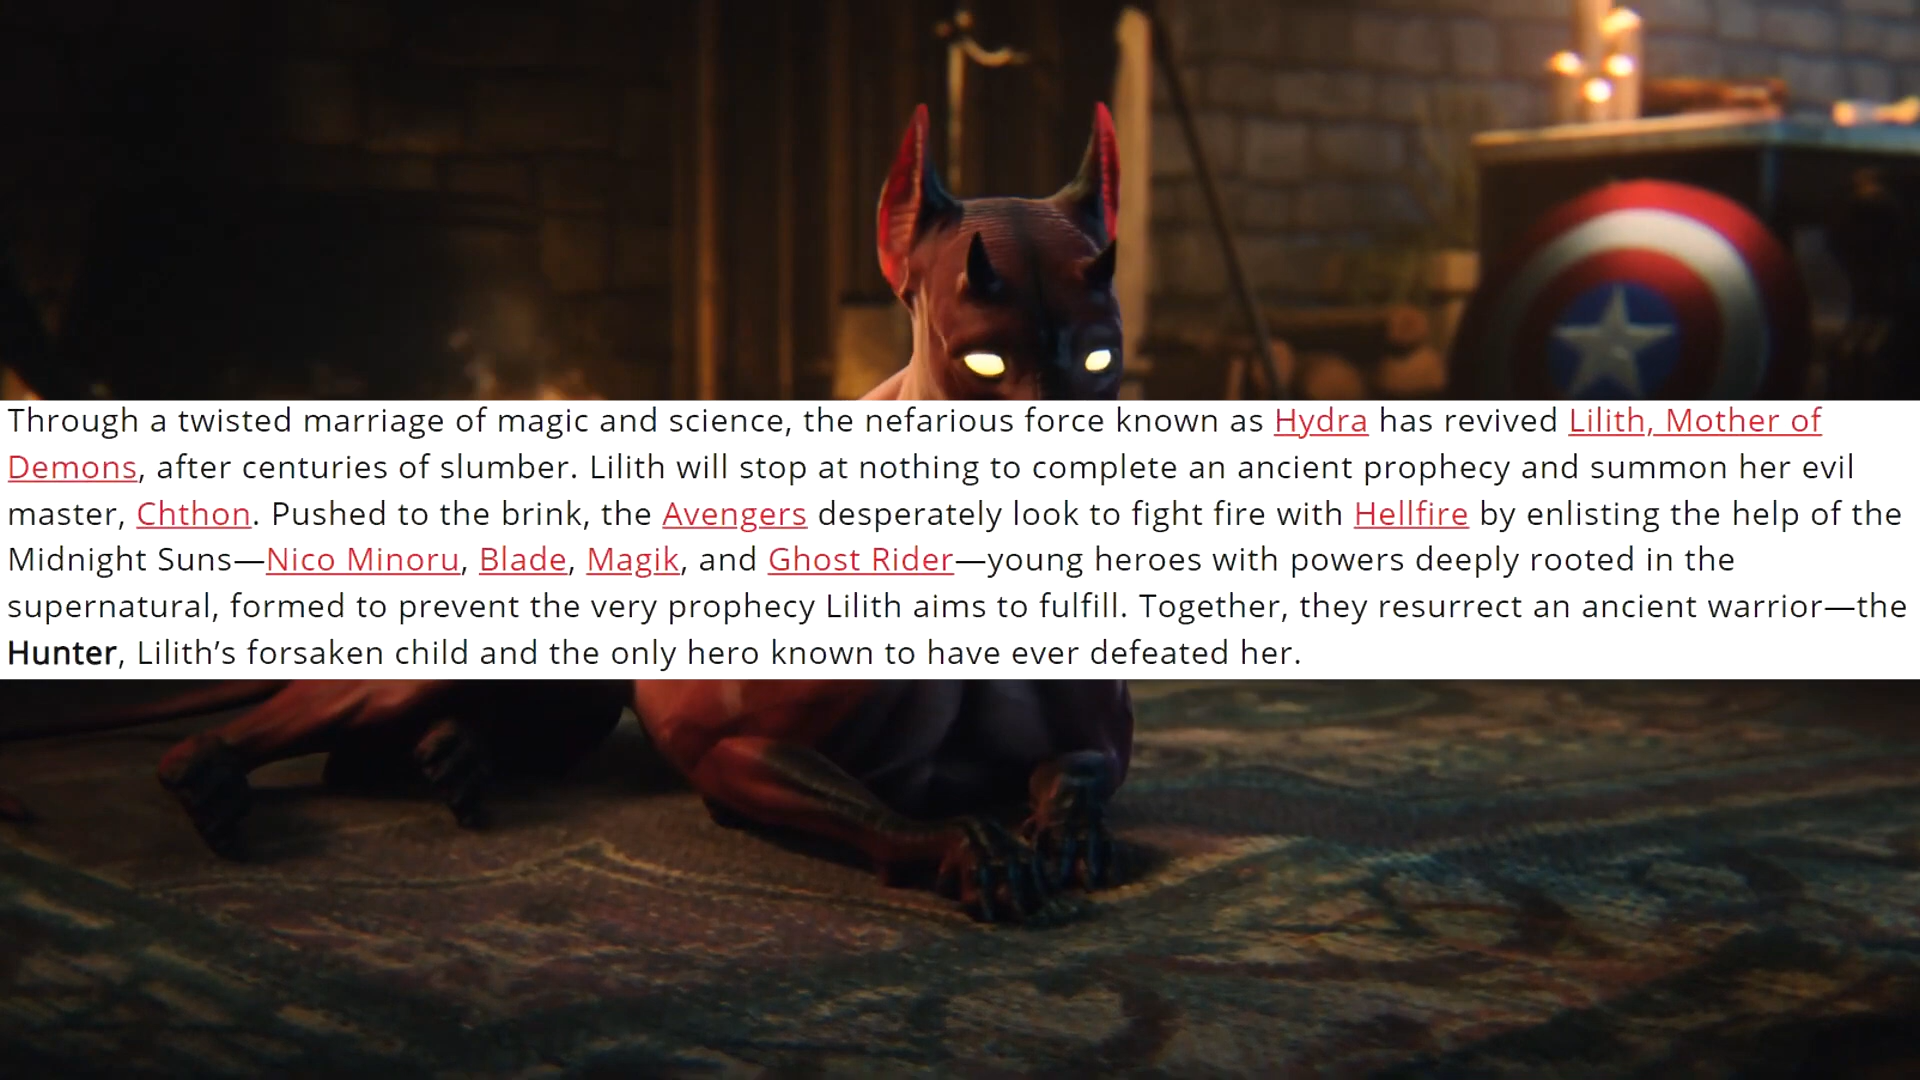 Through a twisted marriage of magic and science, the nefarious force known as Hydra has revived Lilith, Mother of
Demons, after centuries of slumber. Lilith will stop at nothing to complete an ancient prophecy and summon her evil
master, Chthon. Pushed to the brink, the Avengers desperately look to fight fire with Hellfire by enlisting the help of the
Midnight Suns—Nico Minoru, Blade, Magik, and Ghost Rider—young heroes with powers deeply rooted in the
supernatural, formed to prevent the very prophecy Lilith aims to fulfill. Together, they resurrect an ancient warrior—the
Hunter, Lilith’s forsaken child and the only hero known to have ever defeated her.